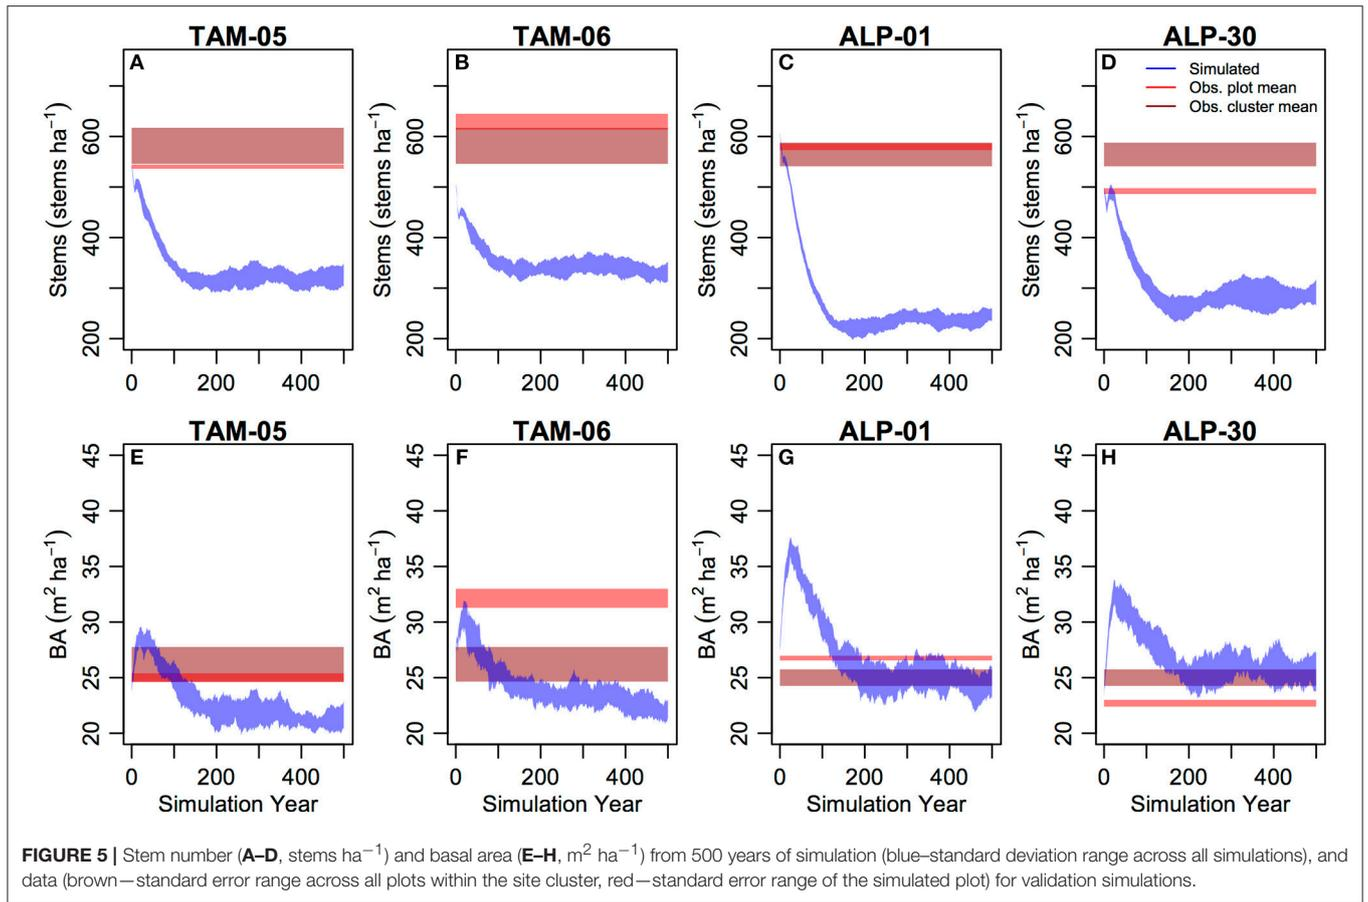 TAM-05
TAM-06
ALP-01
ALP-30
A
B
C
D
Simulated
Obs. plot mean
Obs. cluster mean
Stems (stems ha−1)
Stems (stems ha−1)
Stems (stems ha−1)
Stems (stems ha−1)
600
400
200
600
400
200
600
400
200
600
400
200
0 200 400
0 200 400
0 200 400
0 200 400
TAM-05
TAM-06
ALP-01
ALP-30
E
F
G
H
BA (m2 ha−1)
BA (m2 ha−1)
BA (m2 ha−1)
BA (m2 ha−1)
45
40
35
30
25
20
45
40
35
30
25
20
45
40
35
30
25
20
45
40
35
30
25
20
0 200 400
0 200 400
0 200 400
0 200 400
Simulation Year
Simulation Year
Simulation Year
Simulation Year
FIGURE 5 | Stem number (A–D, stems ha−1) and basal area (E–H, m2 ha−1) from 500 years of simulation (blue–standard deviation range across all simulations), and
data (brown—standard error range across all plots within the site cluster, red—standard error range of the simulated plot) for validation simulations.